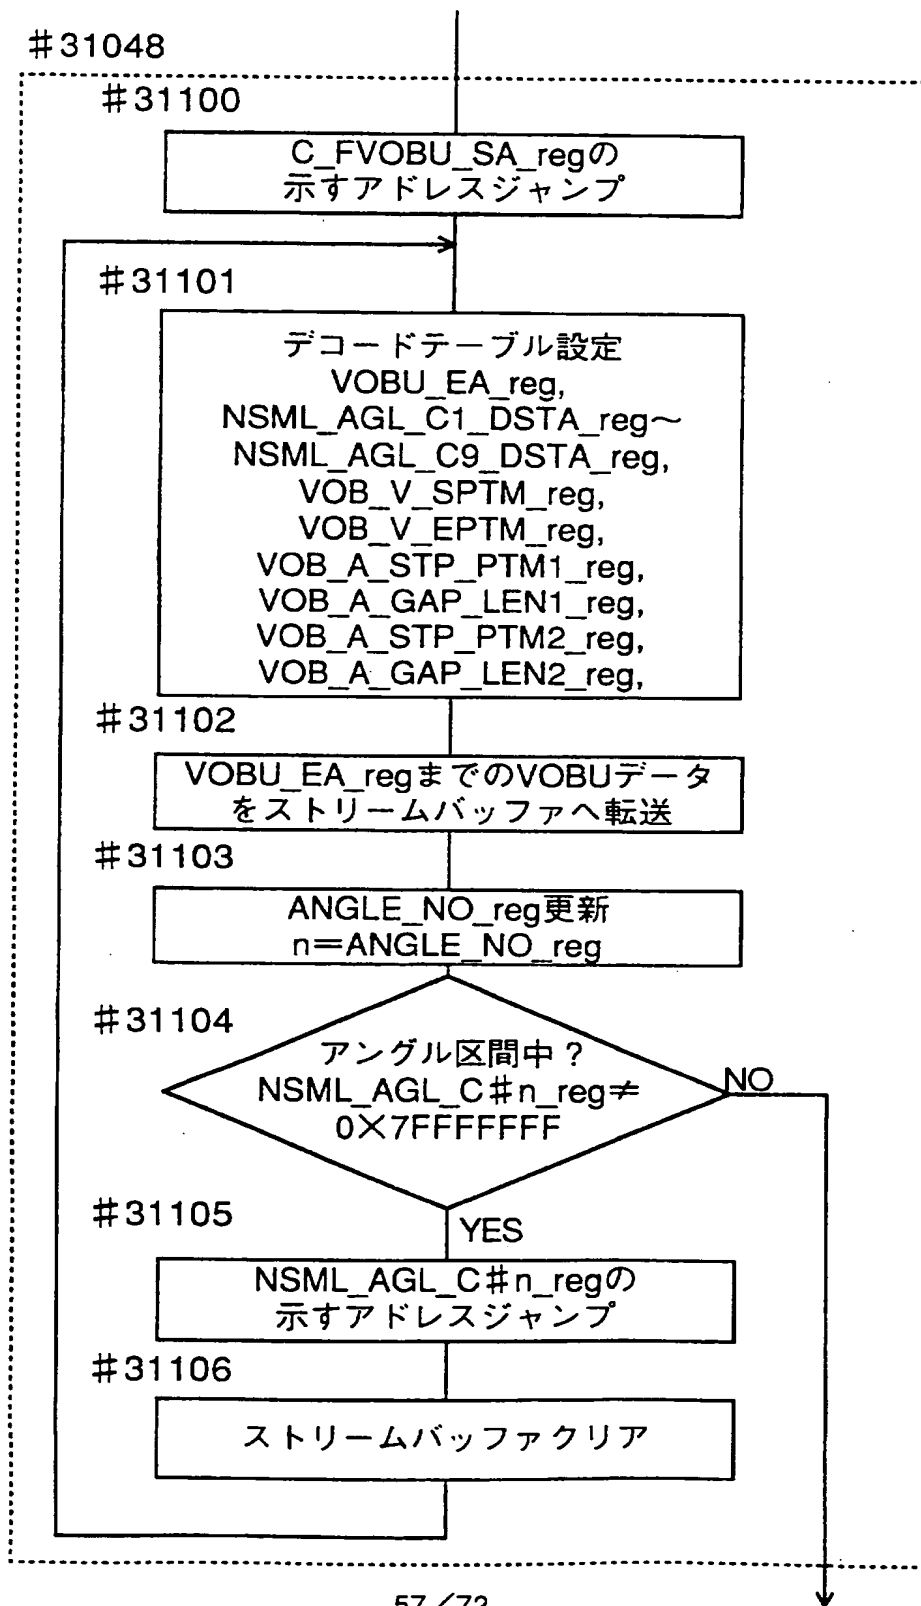 #31048
#31100
C_FVOBU_SA_regの
示すアドレスジャンプ
#31101
デコードテーブル設定
VOBU_EA_reg,
NSML_AGL_C1_DSTA_reg〜
NSML_AGL_C9_DSTA_reg,
VOB_V_SPTM_reg,
VOB_V_EPTM_reg,
VOB_A_STP_PTM1_reg,
VOB_A_GAP_LEN1_reg,
VOB_A_STP_PTM2_reg,
VOB_A_GAP_LEN2_reg,
#31102
VOBU_EA_regまでのVOBUデータ
をストリームバッファへ転送
#31103
ANGLE_NO_reg更新
n=ANGLE_NO_reg
#31104
アングル区間中?
NSML_AGL_C#n_reg≠
0×7FFFFFFF
NO
YES
#31105
NSML_AGL_C#n_regの
示すアドレスジャンプ
#31106
ストリームバッファクリア
57/72